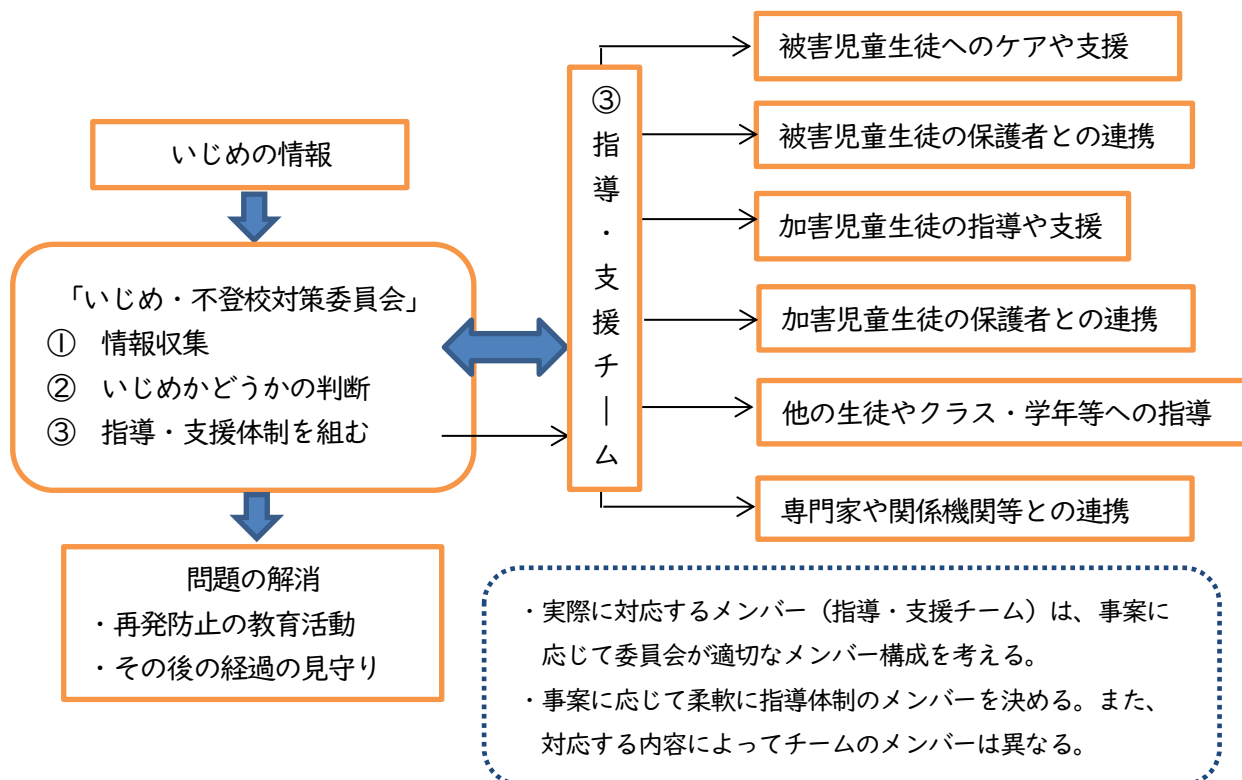 いじめの情報
「いじめ・不登校対策委員会」
① 情報収集
② いじめかどうかの判断
③ 指導・支援体制を組む
問題の解消
・再発防止の教育活動
・その後の経過の見守り
③指導・支援チーム
被害児童生徒へのケアや支援
被害児童生徒の保護者との連携
加害児童生徒の指導や支援
加害児童生徒の保護者との連携
他の生徒やクラス・学年等への指導
専門家や関係機関等との連携
・実際に対応するメンバー（指導・支援チーム）は、事案に
応じて委員会が適切なメンバー構成を考える。
・事案に応じて柔軟に指導体制のメンバーを決める。また、
対応する内容によってチームのメンバーは異なる。